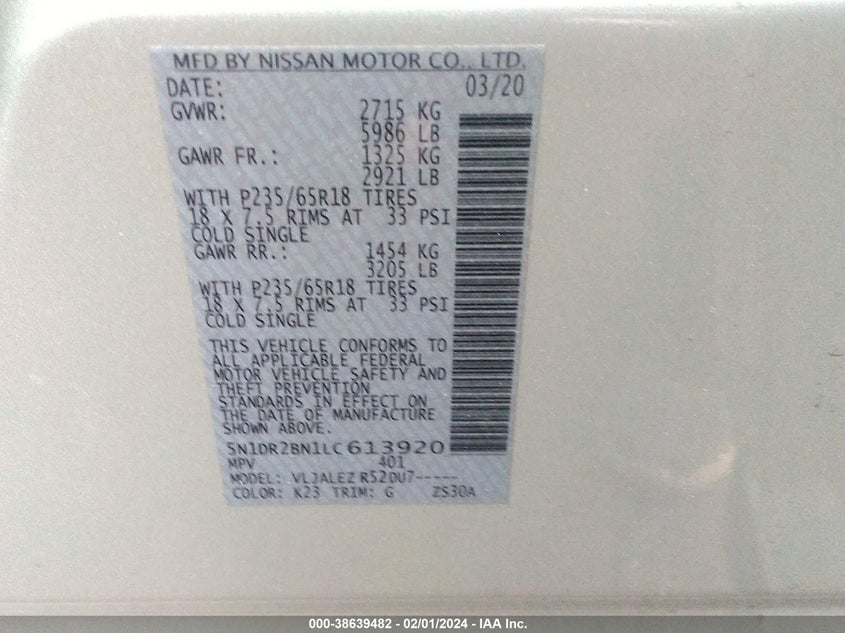 MFD BY NISSAN MOTOR CO., LTD.
DATE: 03/20
GVWR: 2715 KG
5986 LB
GAWR FR.: 1325 KG
2921 LB
WITH P235/65R18 TIRES
18 X 7.5 RIMS AT 33 PSI
COLD SINGLE
GAWR RR.: 1454 KG
3205 LB
WITH P235/65R18 TIRES
18 X 7.5 RIMS AT 33 PSI
COLD SINGLE
THIS VEHICLE CONFORMS TO
ALL APPLICABLE FEDERAL
MOTOR VEHICLE SAFETY AND
THEFT PREVENTION
STANDARDS IN EFFECT ON
THE DATE OF MANUFACTURE
SHOWN ABOVE.
5N1DR2BN1LC613920
MPV 401
MODEL: VLJALEZ R52DU7-----
COLOR: K23 TRIM: G ZS30A
000-38639482 - 02/01/2024 - IAA Inc.